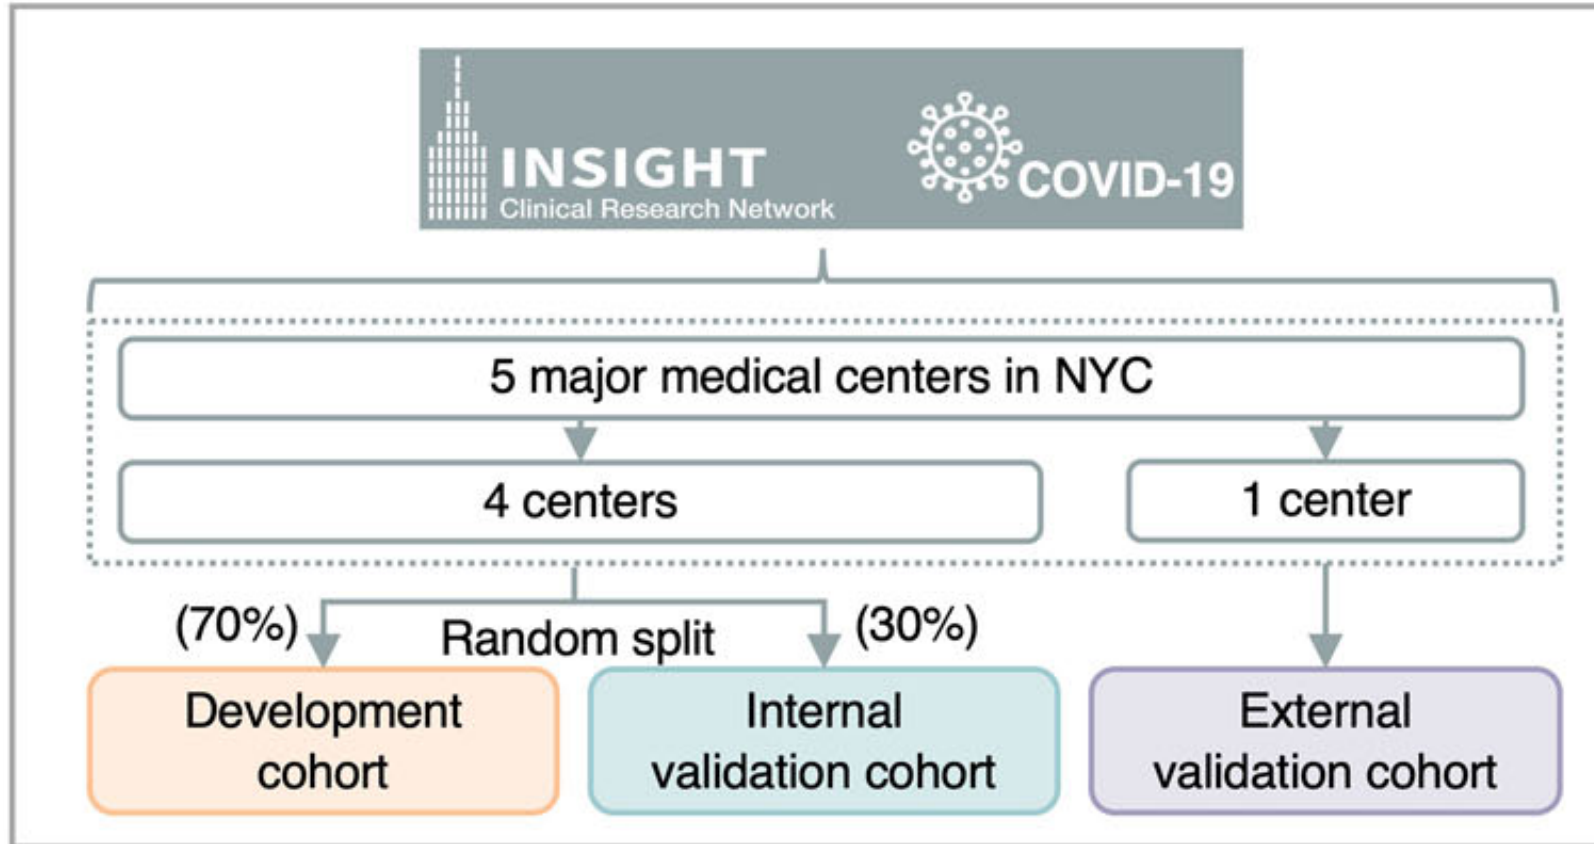 INSIGHT
Clinical Research Network
COVID-19
5 major medical centers in NYC
4 centers
1 center
(70%)
Random split
(30%)
Development
cohort
Internal
validation cohort
External
validation cohort